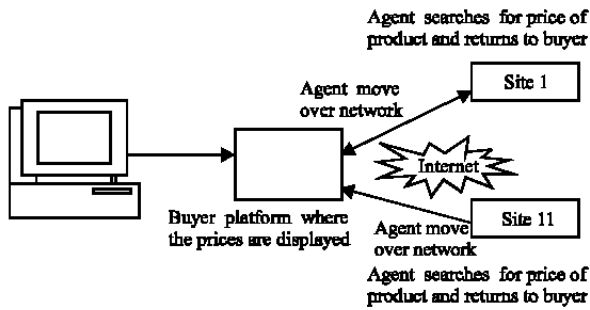 Agent searches for price of
product and returns to buyer
Site 1
Agent move
over network
Internet
Buyer platform where
the prices are displayed
Site 11
Agent move
over network
Agent searches for price of
product and returns to buyer